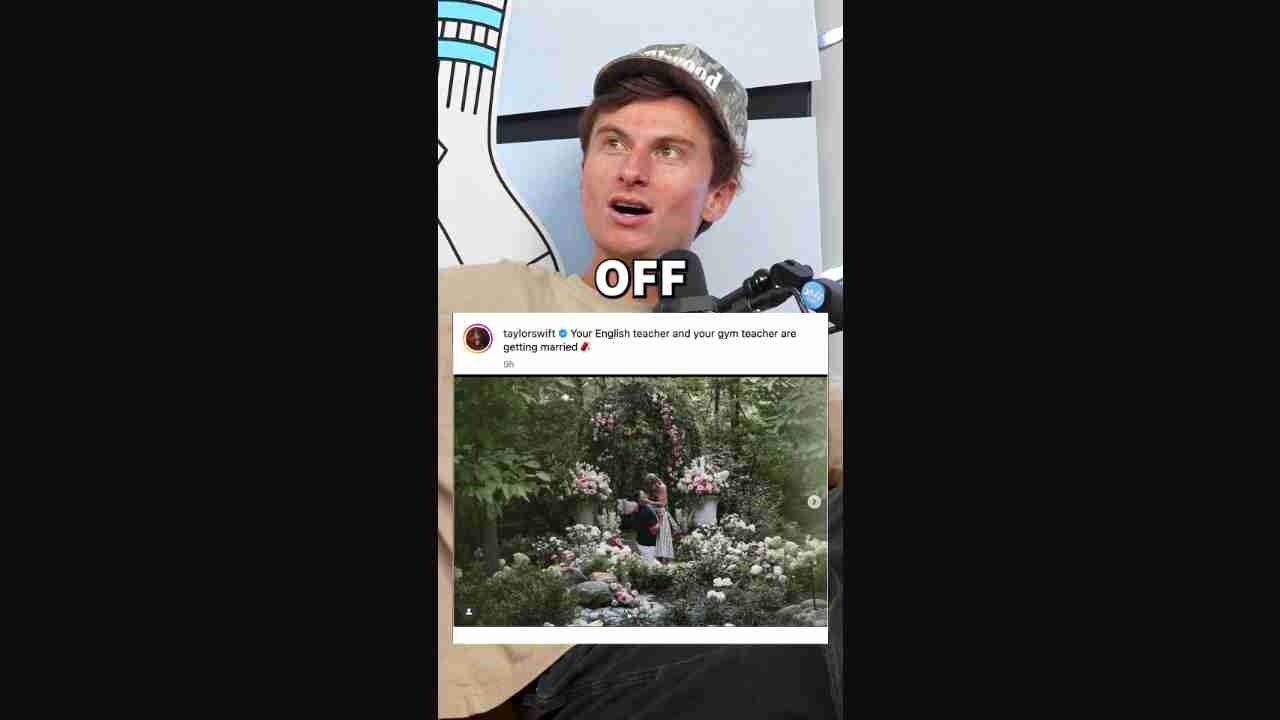 OFF
taylorswift Your English teacher and your gym teacher are
getting married 🧨
9h